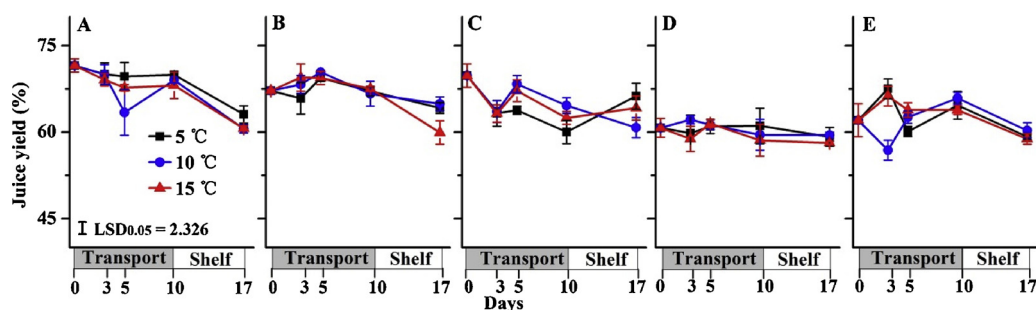 A B C D E
75
60
45
Juice yield (%)
5 ℃
10 ℃
15 ℃
LSD0.05 = 2.326
Transport Shelf Transport Shelf Transport Shelf Transport Shelf Transport Shelf
0 3 5 10 17 0 3 5 10 17 0 3 5 10 17 0 3 5 10 17 0 3 5 10 17
Days